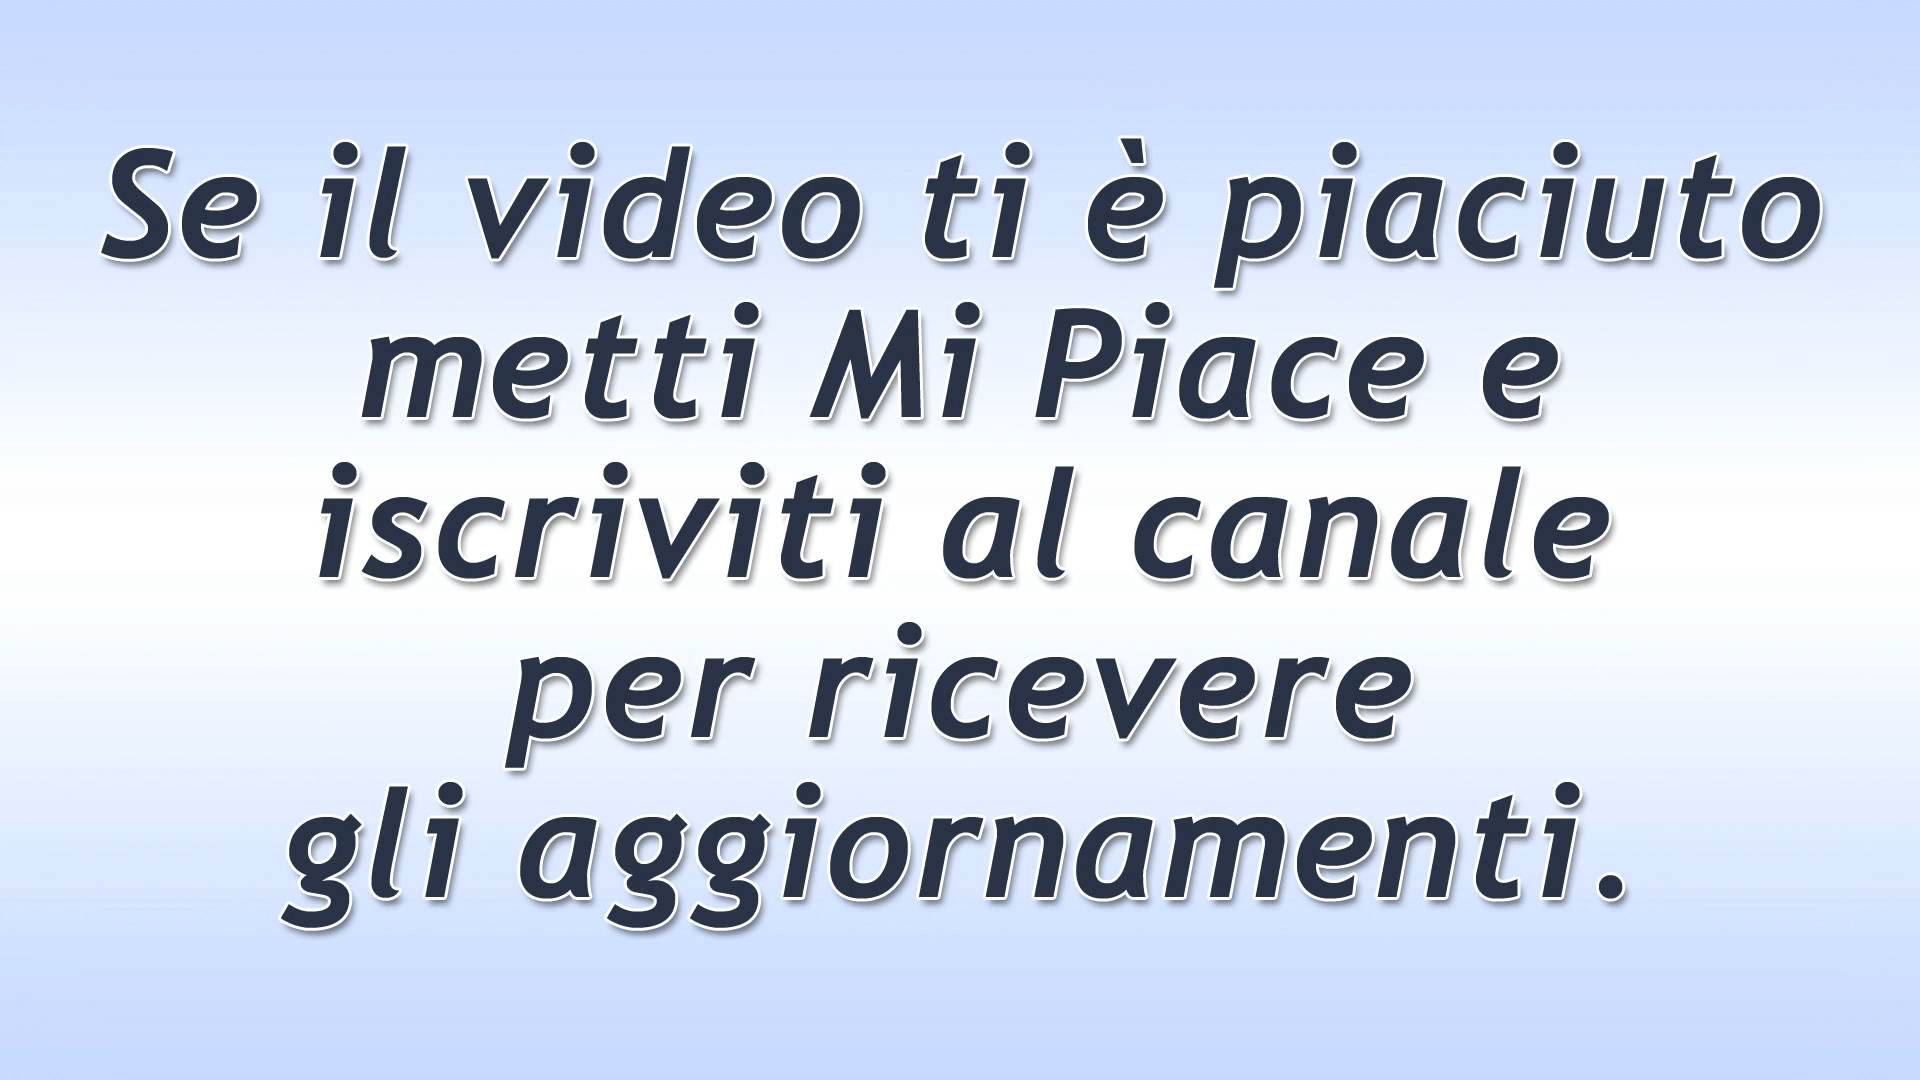 Se il video ti è piaciuto
metti Mi Piace e
iscriviti al canale
per ricevere
gli aggiornamenti.